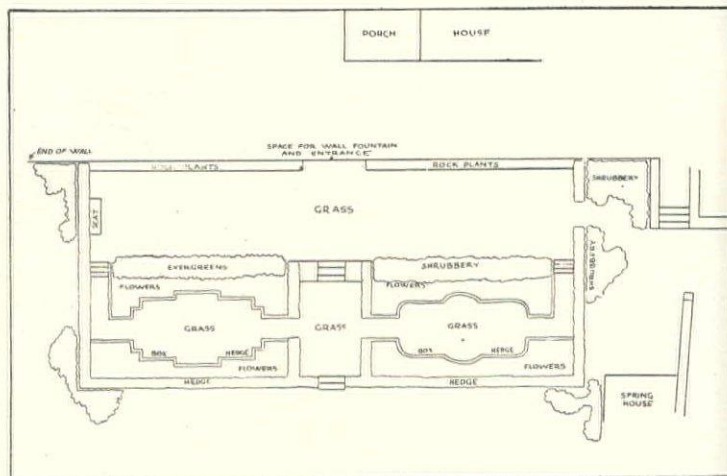 PORCH
HOUSE
END OF WALL
SPACE FOR WALL FOUNTAIN
AND ENTRANCE
ROCK PLANTS
ROCK PLANTS
SHRUBBERY
GRASS
SEAT
SHRUBBERY
EVERGREENS
SHRUBBERY
FLOWERS
FLOWERS
GRASS
GRASS
GRASS
BOX HEDGE
BOX HEDGE
FLOWERS
FLOWERS
HEDGE
HEDGE
SPRING
HOUSE